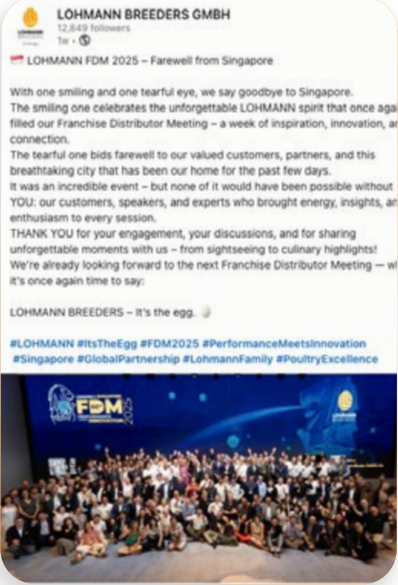 LOHMANN BREEDERS GMBH
12,849 followers
1w •
LOHMANN FDM 2025 – Farewell from Singapore
With one smiling and one tearful eye, we say goodbye to Singapore.
The smiling one celebrates the unforgettable LOHMANN spirit that once aga
filled our Franchise Distributor Meeting – a week of inspiration, innovation, ar
connection.
The tearful one bids farewell to our valued customers, partners, and this
breathtaking city that has been our home for the past few days.
It was an incredible event – but none of it would have been possible without
YOU: our customers, speakers, and experts who brought energy, insights, an
enthusiasm to every session.
THANK YOU for your engagement, your discussions, and for sharing
unforgettable moments with us – from sightseeing to culinary highlights!
We're already looking forward to the next Franchise Distributor Meeting — w
it's once again time to say:
LOHMANN BREEDERS – It's the egg. 🥚
#LOHMANN #ItsTheEgg #FDM2025 #PerformanceMeetsInnovation
#Singapore #GlobalPartnership #LohmannFamily #PoultryExcellence
FDM
INNOVATION